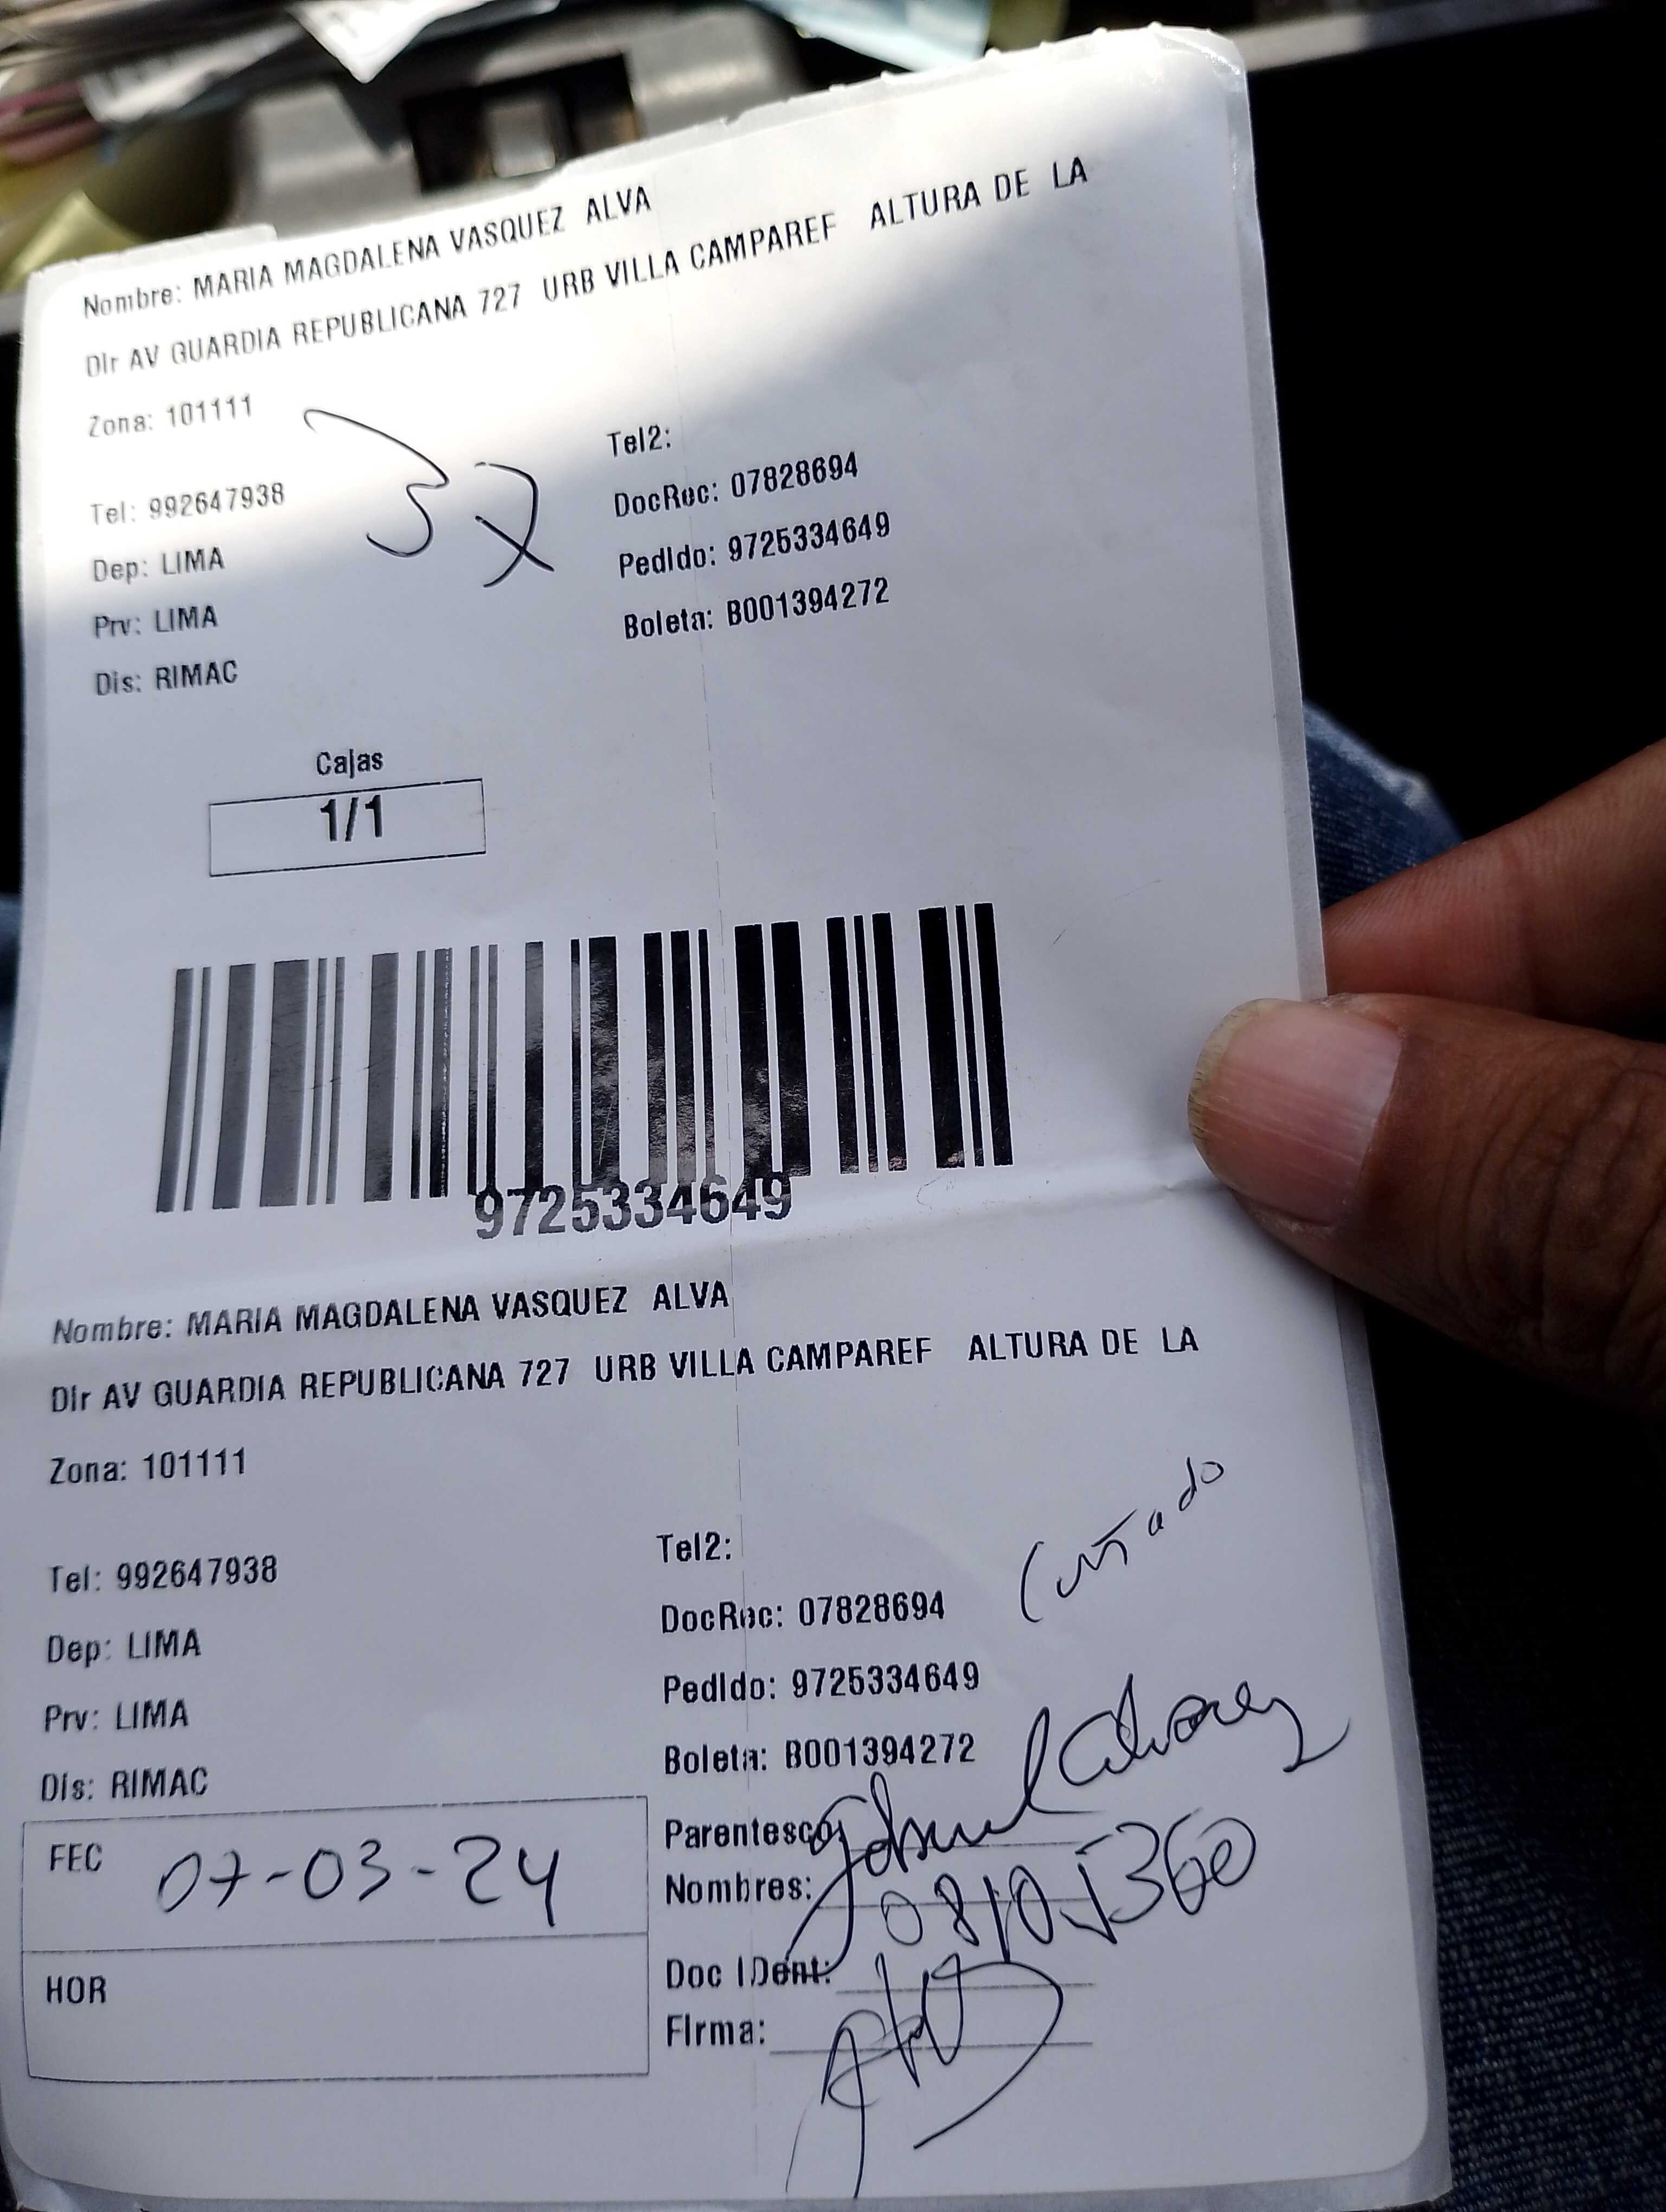 Nombre: MARIA MAGDALENA VASQUEZ ALVA
Dir AV GUARDIA REPUBLICANA 727 URB VILLA CAMPAREF ALTURA DE LA
Zona: 101111
Tel: 992647938
Tel2:
Dep: LIMA
DocRec: 07828694
Prv: LIMA
Pedido: 9725334649
Dis: RIMAC
Boleta: B001394272
Cajas
1/1
9725334649
Nombre: MARIA MAGDALENA VASQUEZ ALVA
Dir AV GUARDIA REPUBLICANA 727 URB VILLA CAMPAREF ALTURA DE LA
Zona: 101111
Tel: 992647938
Tel2:
Dep: LIMA
DocRec: 07828694
Cuñado
Prv: LIMA
Pedido: 9725334649
Dis: RIMAC
Boleta: B001394272
FEC 07-03-24
HOR
Parentesco:
Nombres:
08105360
Doc IDent:
Firma: